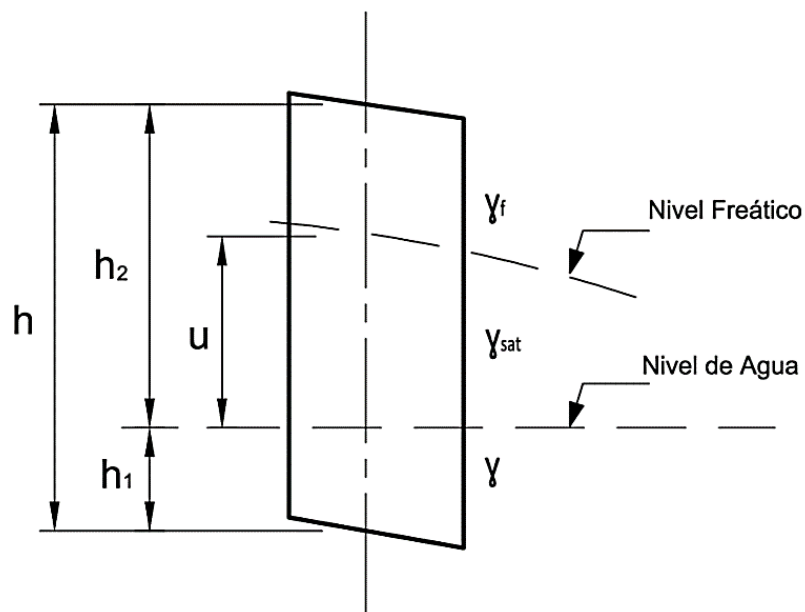 γf
Nivel Freático
h2
h
u
γsat
Nivel de Agua
h1
γ